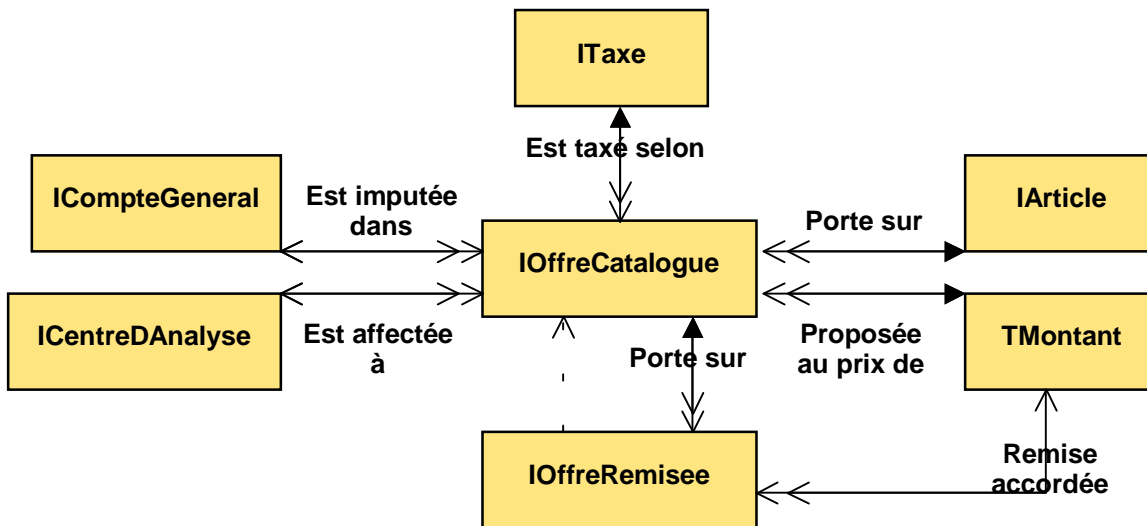 ITaxe
Est taxé selon
ICompteGeneral
Est imputée
dans
IArticle
Porte sur
IOffreCatalogue
ICentreDAnalyse
Est affectée
à
Porte sur
Proposée
au prix de
TMontant
IOffreRemisee
Remise
accordée